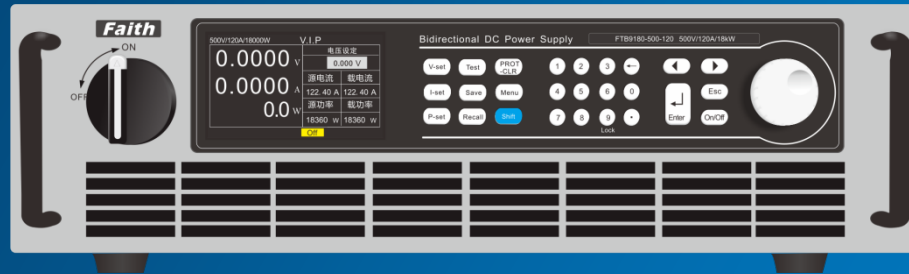 Faith
ON
OFF
500V/120A/18000W V.I.P
0.0000 V
0.0000 A
0.0 W
电压设定
0.000 V
源电流 载电流
122.40 A 122.40 A
源功率 载功率
18360 W 18360 W
Off
Bidirectional DC Power Supply
FTB9180-500-120 500V/120A/18kW
V-set Test PROT -CLR
1 2 3 ←
I-set Save Menu
4 5 6 0
Esc
P-set Recall Shift
7 8 9 .
Enter On/Off
Lock